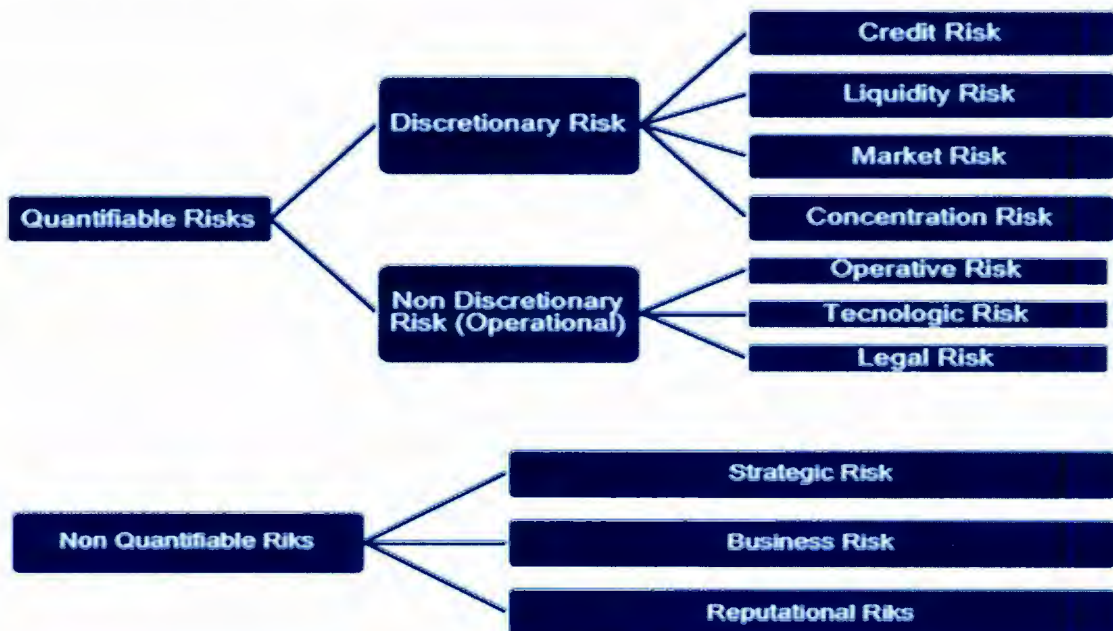 Quantifiable Risks
Discretionary Risk
Credit Risk
Liquidity Risk
Market Risk
Concentration Risk
Non Discretionary
Risk (Operational)
Operative Risk
Tecnologic Risk
Legal Risk
Non Quantifiable Riks
Strategic Risk
Business Risk
Reputational Riks